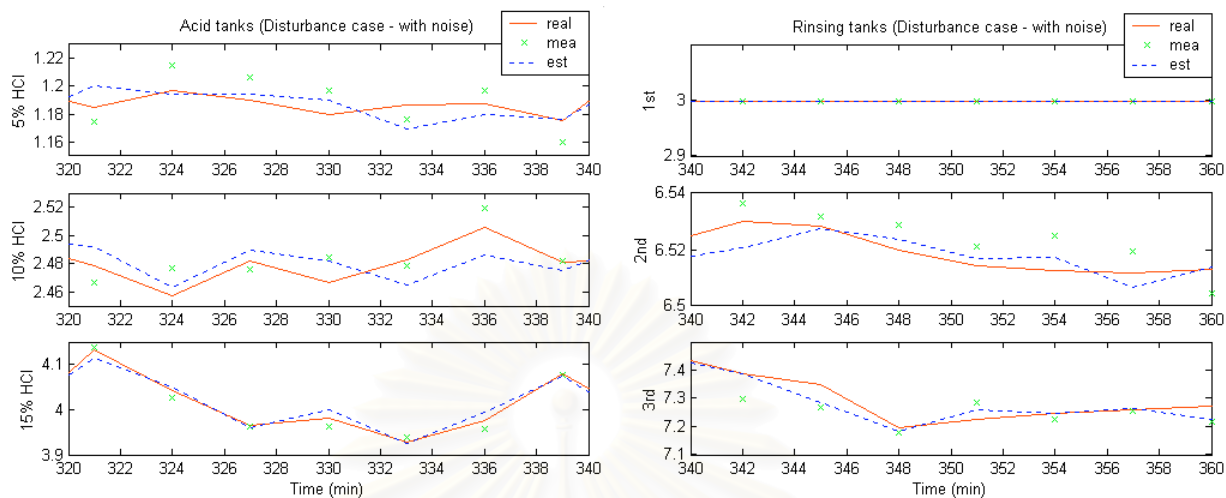 Acid tanks (Disturbance case - with noise)
real
mea
est
5% HCl
1.22
1.2
1.18
1.16
320 322 324 326 328 330 332 334 336 338 340
10% HCl
2.52
2.5
2.48
2.46
320 322 324 326 328 330 332 334 336 338 340
15% HCl
4.1
4
3.9
320 322 324 326 328 330 332 334 336 338 340
Time (min)
Rinsing tanks (Disturbance case - with noise)
real
mea
est
1st
3
2.9
340 342 344 346 348 350 352 354 356 358 360
2nd
6.54
6.52
6.5
340 342 344 346 348 350 352 354 356 358 360
3rd
7.4
7.3
7.2
7.1
340 342 344 346 348 350 352 354 356 358 360
Time (min)